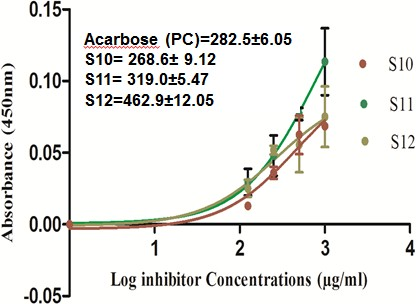 Acarbose (PC)=282.5±6.05
S10= 268.6± 9.12
S11= 319.0±5.47
S12=462.9±12.05
S10
S11
S12
Absorbance (450nm)
0.15
0.10
0.05
0.00
-0.05
1
2
3
4
Log inhibitor Concentrations (µg/ml)